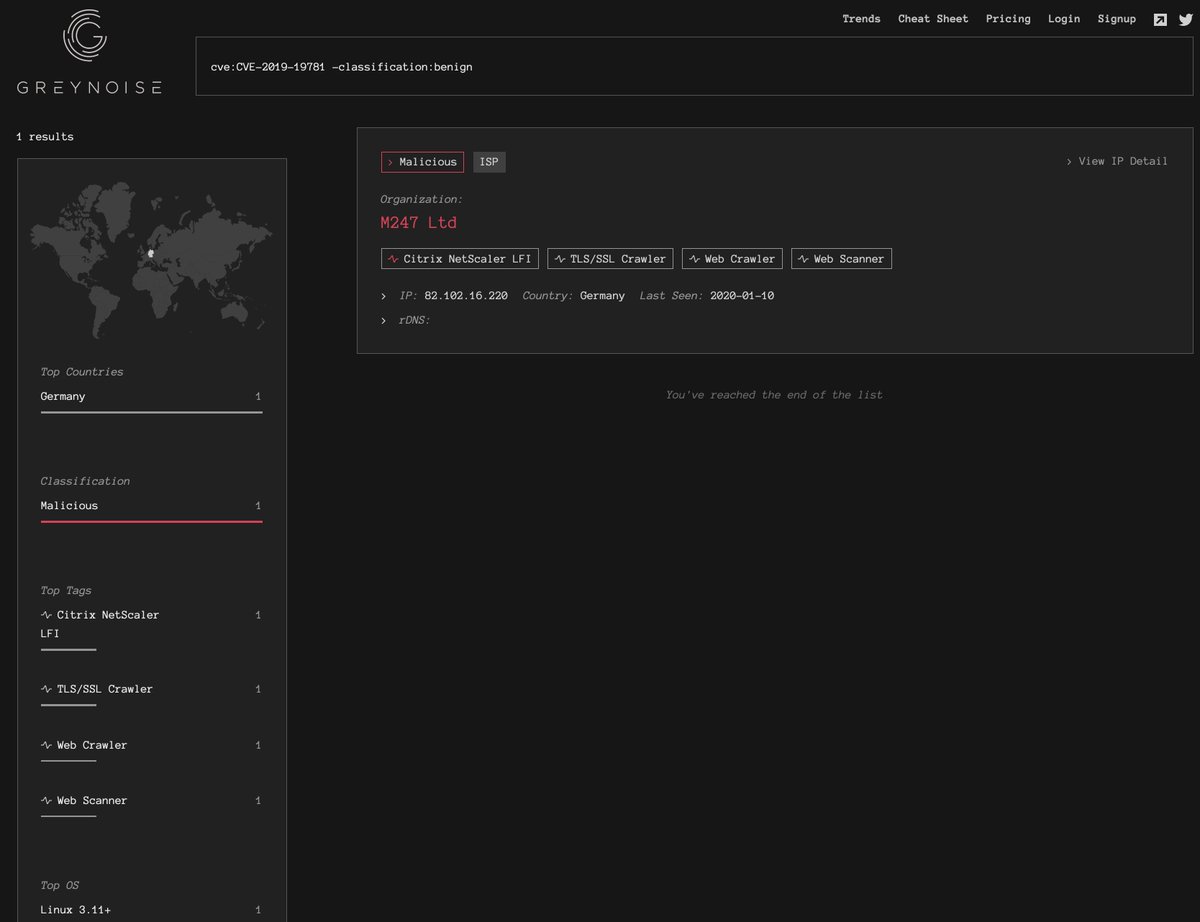 Trends Cheat Sheet Pricing Login Signup
GREYNOISE
cve:CVE-2019-19781 -classification:benign
1 results
> Malicious ISP > View IP Detail
Organization:
M247 Ltd
Citrix NetScaler LFI TLS/SSL Crawler Web Crawler Web Scanner
> IP: 82.102.16.220 Country: Germany Last Seen: 2020-01-10
> rDNS:
You've reached the end of the list
Top Countries
Germany 1
Classification
Malicious 1
Top Tags
Citrix NetScaler 1
LFI
TLS/SSL Crawler 1
Web Crawler 1
Web Scanner 1
Top OS
Linux 3.11+ 1